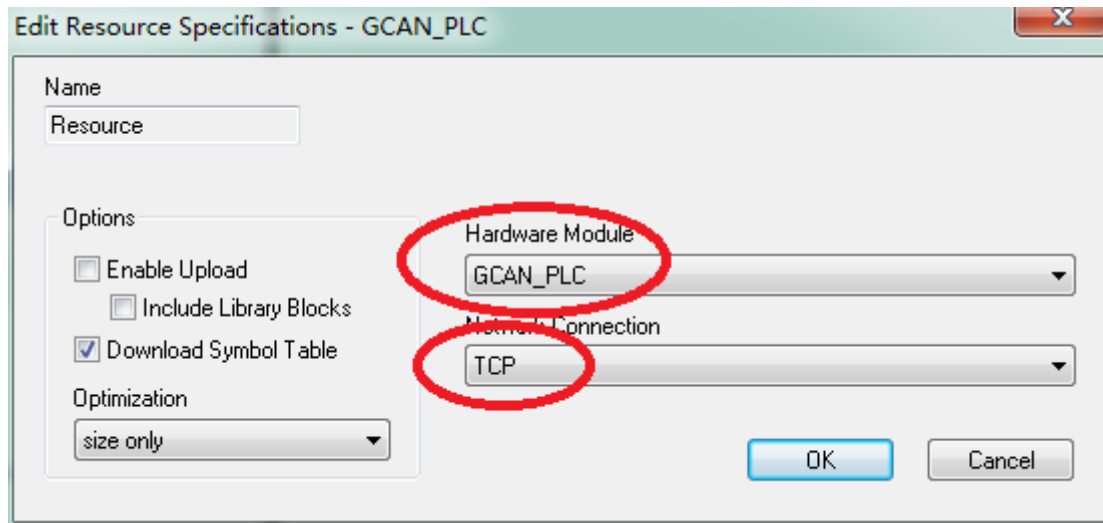 Edit Resource Specifications - GCAN_PLC
Name
Resource
Options
Enable Upload
Include Library Blocks
Download Symbol Table
Optimization
size only
Hardware Module
GCAN_PLC
Network Connection
TCP
OK
Cancel